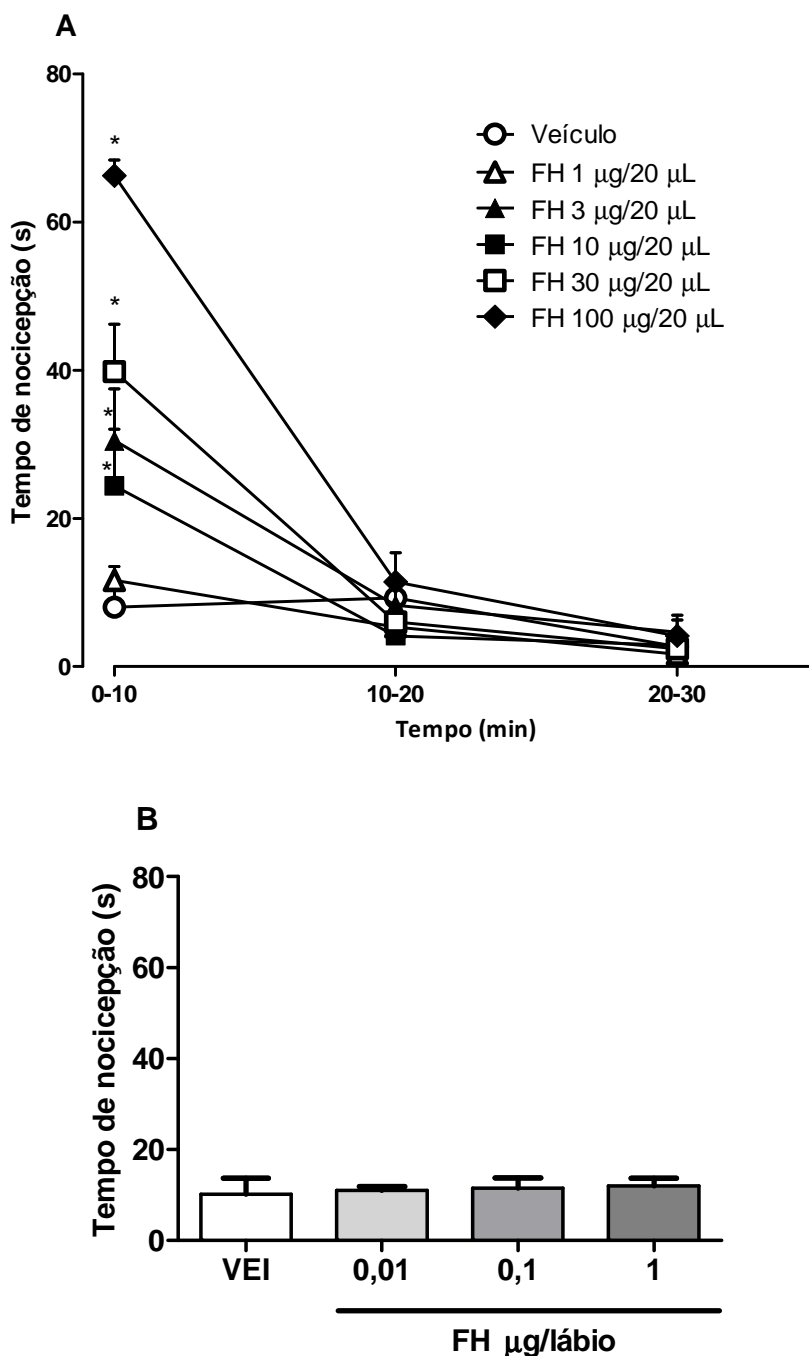 A
Tempo de nocicepção (s)
80
60
40
20
0
*
*
*
*
Veículo
FH 1 μg/20 μL
FH 3 μg/20 μL
FH 10 μg/20 μL
FH 30 μg/20 μL
FH 100 μg/20 μL
0-10
10-20
20-30
Tempo (min)
B
Tempo de nocicepção (s)
80
60
40
20
0
VEI
0,01
0,1
1
FH μg/lábio